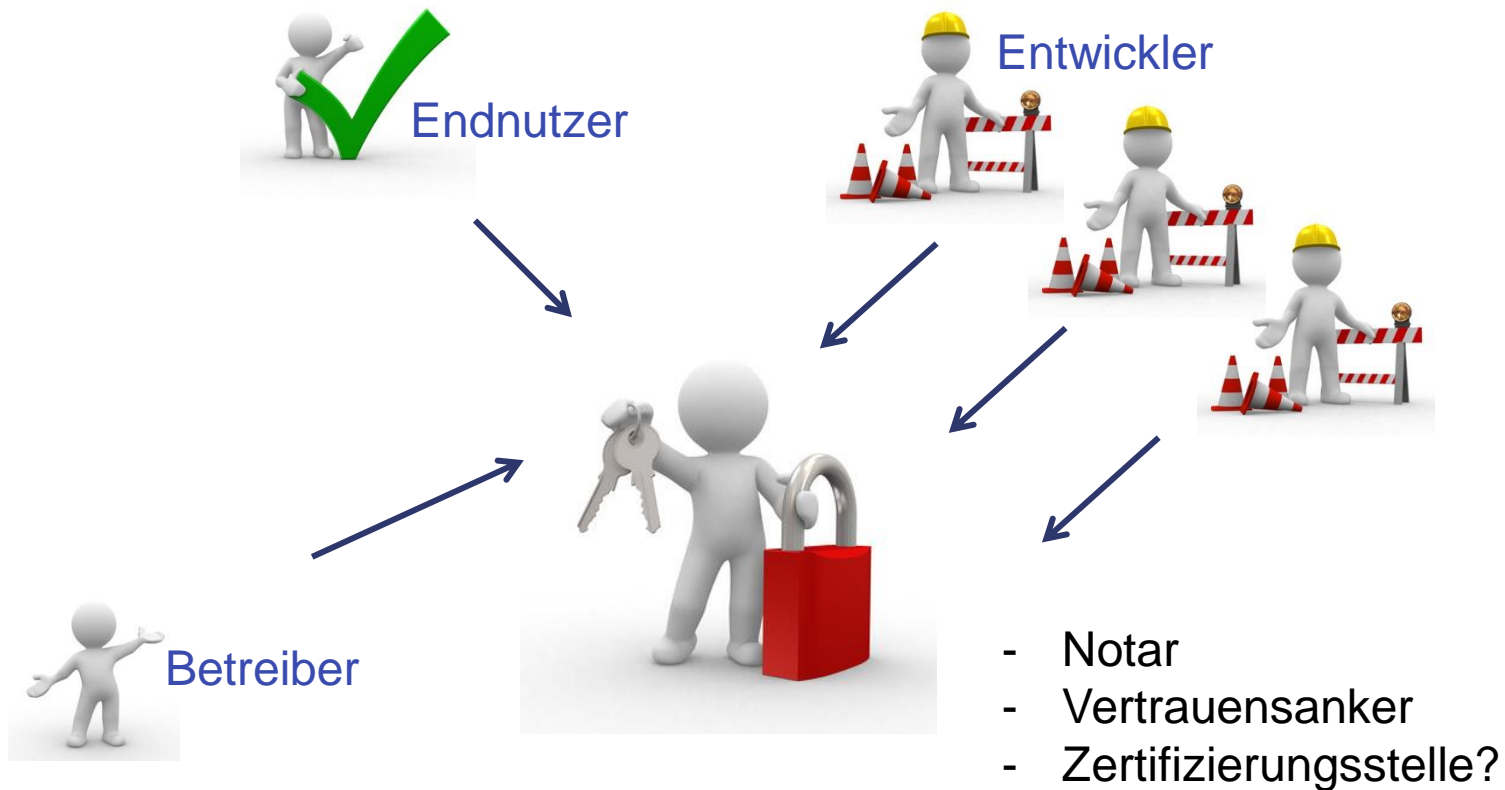 Entwickler
Endnutzer
Betreiber
- Notar
- Vertrauensanker
- Zertifizierungsstelle?